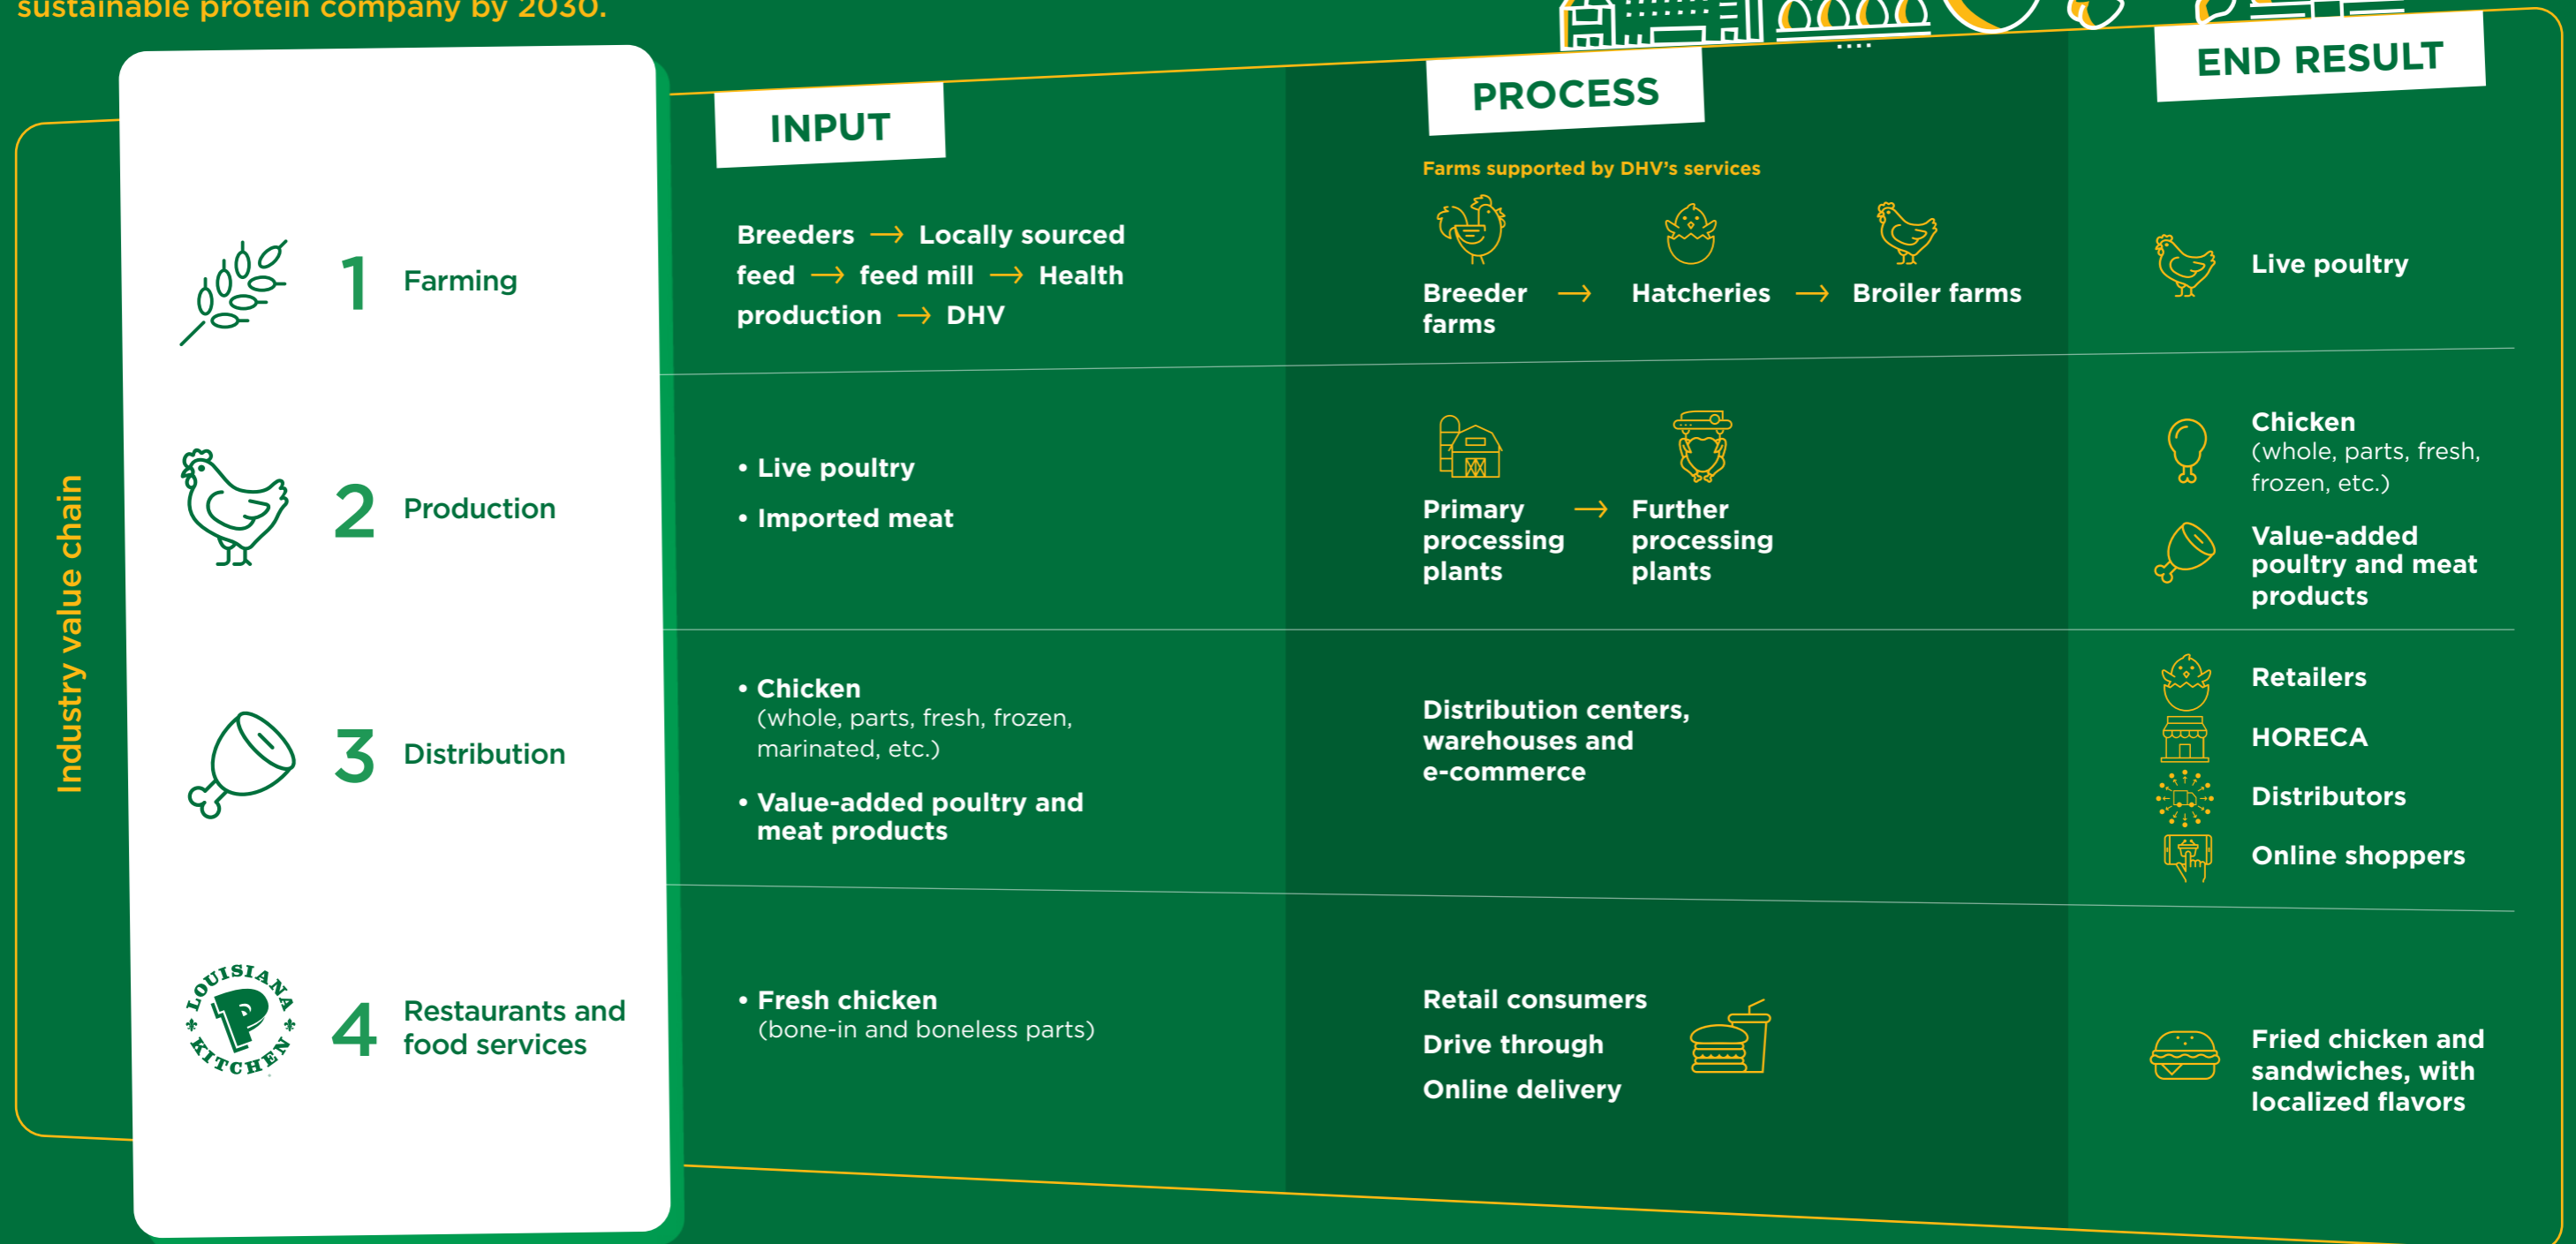 sustainable protein company by 2030.
INPUT
PROCESS
END RESULT
Industry value chain
1 Farming
Breeders → Locally sourced
feed → feed mill → Health
production → DHV
Farms supported by DHV's services
Breeder → Hatcheries → Broiler farms
farms
Live poultry
2 Production
• Live poultry
• Imported meat
Primary → Further
processing processing
plants plants
Chicken
(whole, parts, fresh,
frozen, etc.)
Value-added
poultry and meat
products
3 Distribution
• Chicken
(whole, parts, fresh, frozen,
marinated, etc.)
• Value-added poultry and
meat products
Distribution centers,
warehouses and
e-commerce
Retailers
HORECA
Distributors
Online shoppers
LOUISIANA
P
KITCHEN
4 Restaurants and
food services
• Fresh chicken
(bone-in and boneless parts)
Retail consumers
Drive through
Online delivery
Fried chicken and
sandwiches, with
localized flavors